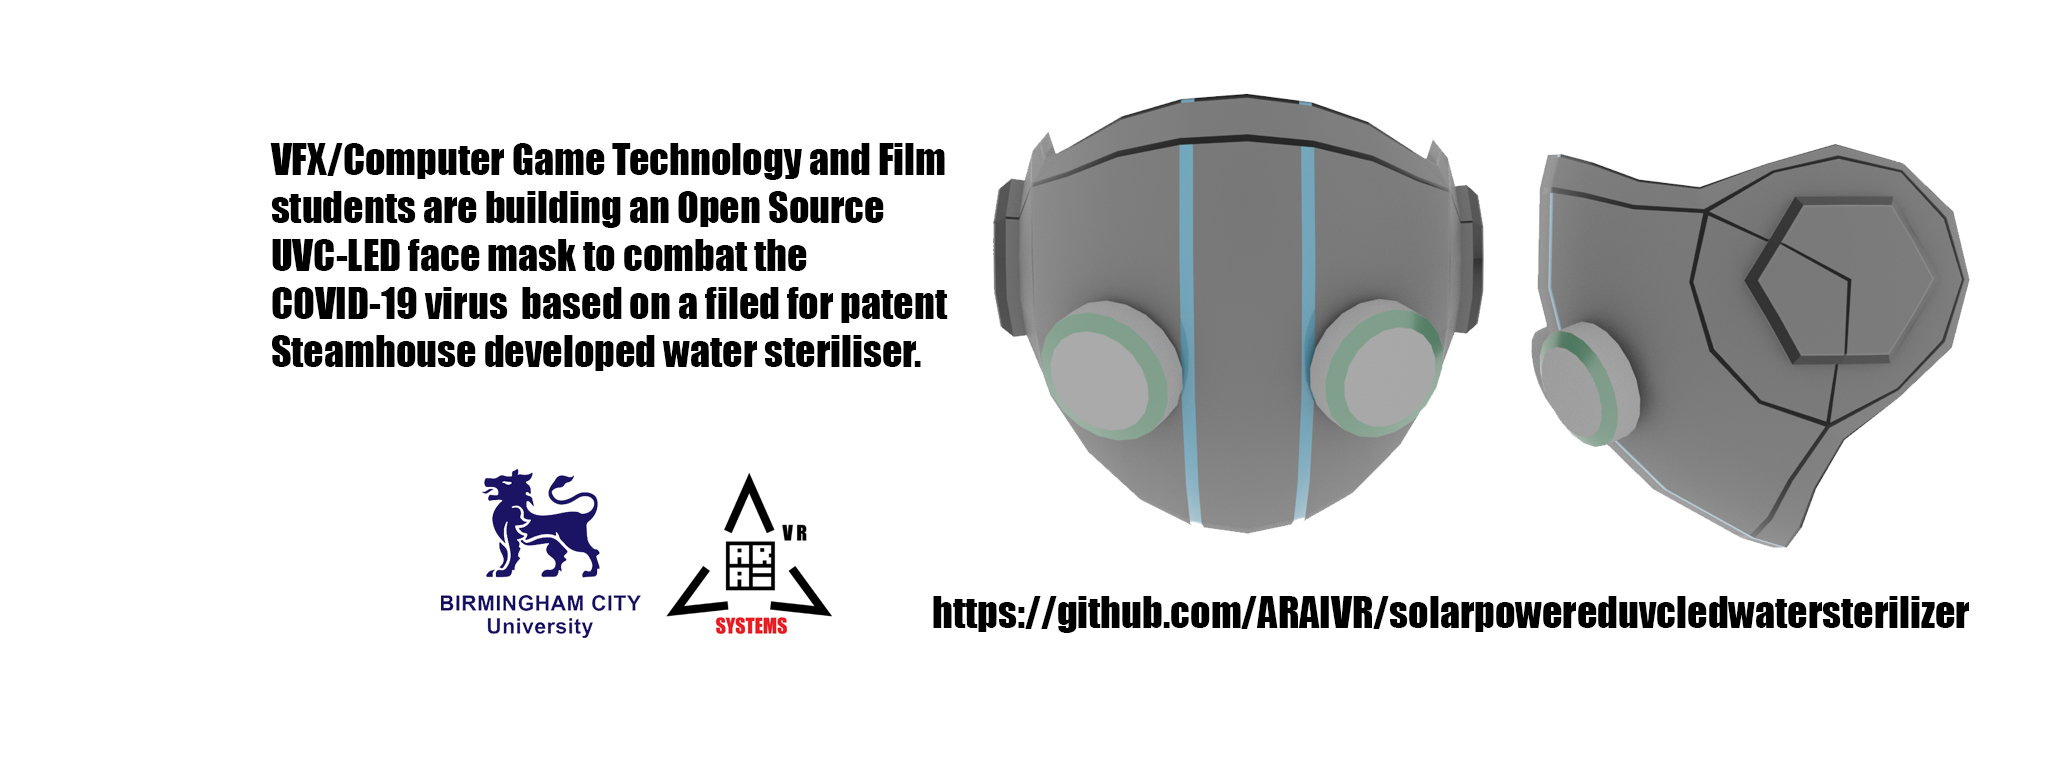 VFX/Computer Game Technology and Film
students are building an Open Source
UVC-LED face mask to combat the
COVID-19 virus  based on a filed for patent
Steamhouse developed water steriliser.
BIRMINGHAM CITY
University
VR
ARAI
SYSTEMS
https://github.com/ARAIVR/solarpowereduvcledwatersterilizer